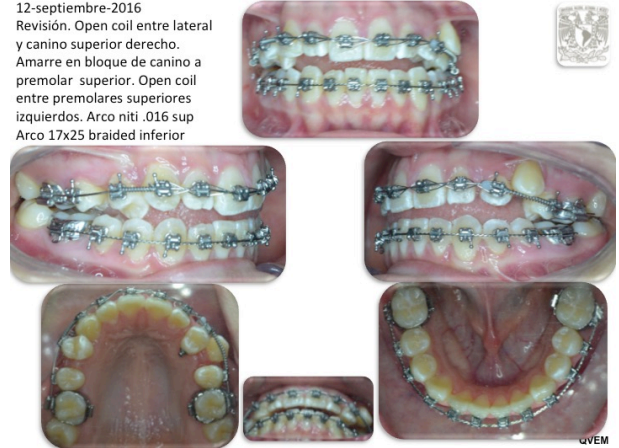 12-septiembre-2016
Revisión. Open coil entre lateral
y canino superior derecho.
Amarre en bloque de canino a
premolar superior. Open coil
entre premolares superiores
izquierdos. Arco niti .016 sup
Arco 17x25 braided inferior
QVEM